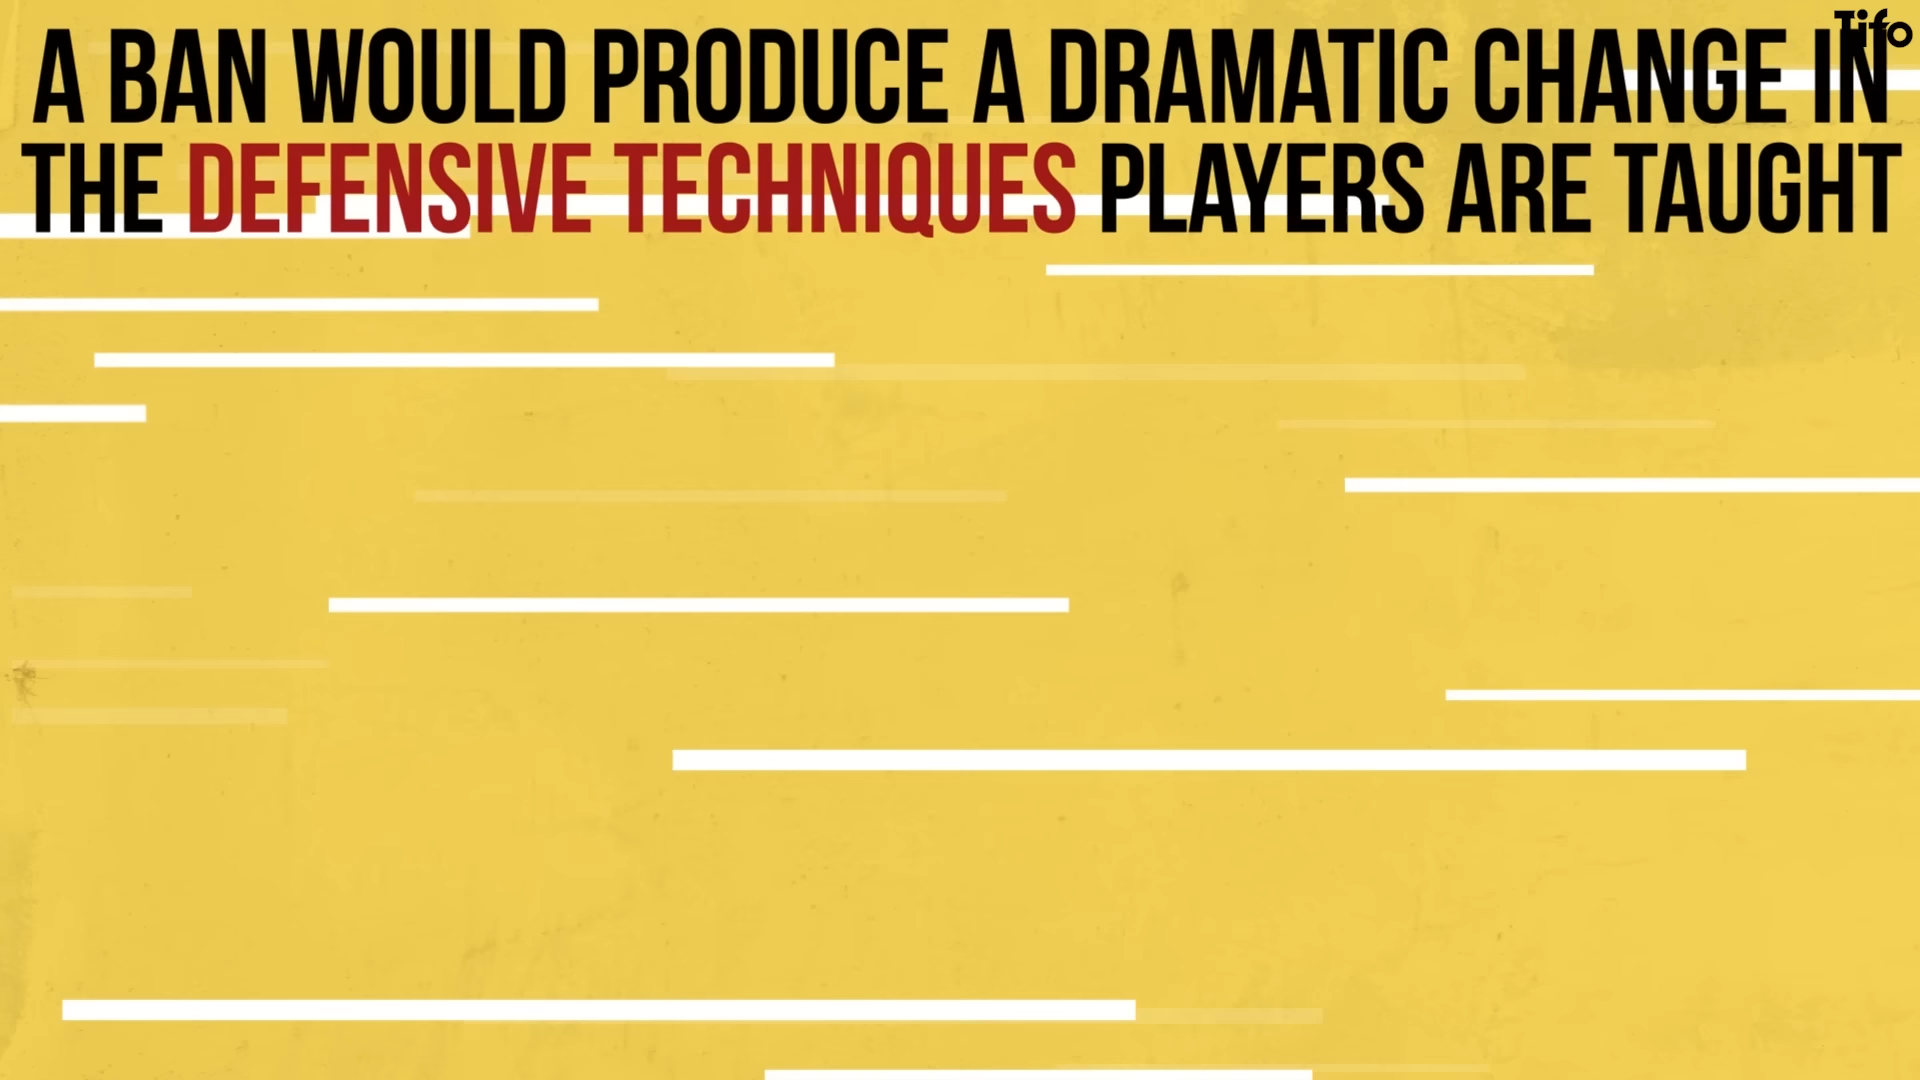 Tifo
A BAN WOULD PRODUCE A DRAMATIC CHANGE IN
THE DEFENSIVE TECHNIQUES PLAYERS ARE TAUGHT